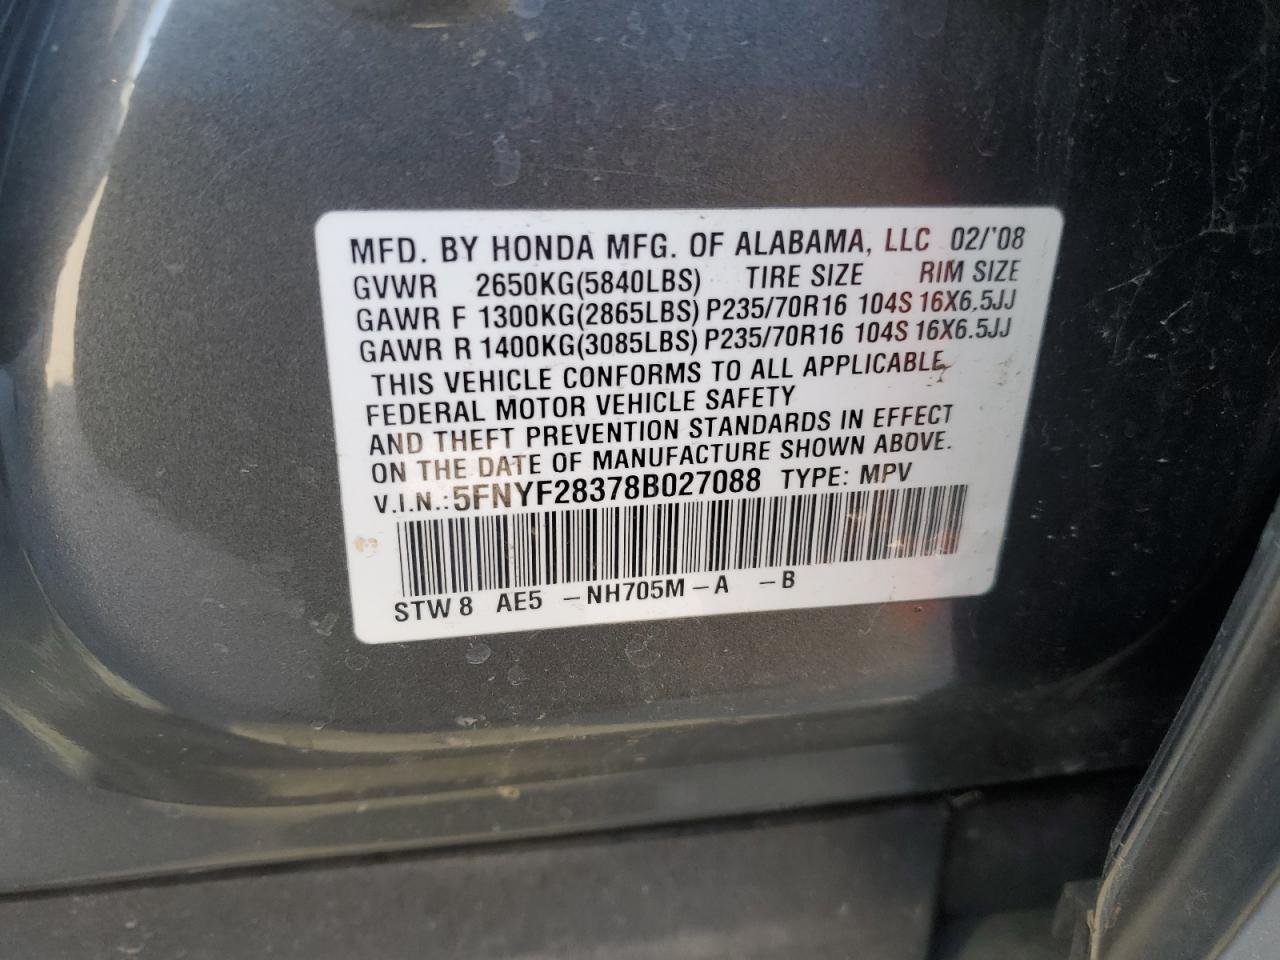 MFD. BY HONDA MFG. OF ALABAMA, LLC 02/'08
GVWR 2650KG(5840LBS) TIRE SIZE RIM SIZE
GAWR F 1300KG(2865LBS) P235/70R16 104S 16X6.5JJ
GAWR R 1400KG(3085LBS) P235/70R16 104S 16X6.5JJ
THIS VEHICLE CONFORMS TO ALL APPLICABLE
FEDERAL MOTOR VEHICLE SAFETY
AND THEFT PREVENTION STANDARDS IN EFFECT
ON THE DATE OF MANUFACTURE SHOWN ABOVE.
V.I.N.: 5FNYF28378B027088 TYPE: MPV
STW 8 AE5 -NH705M-A -B